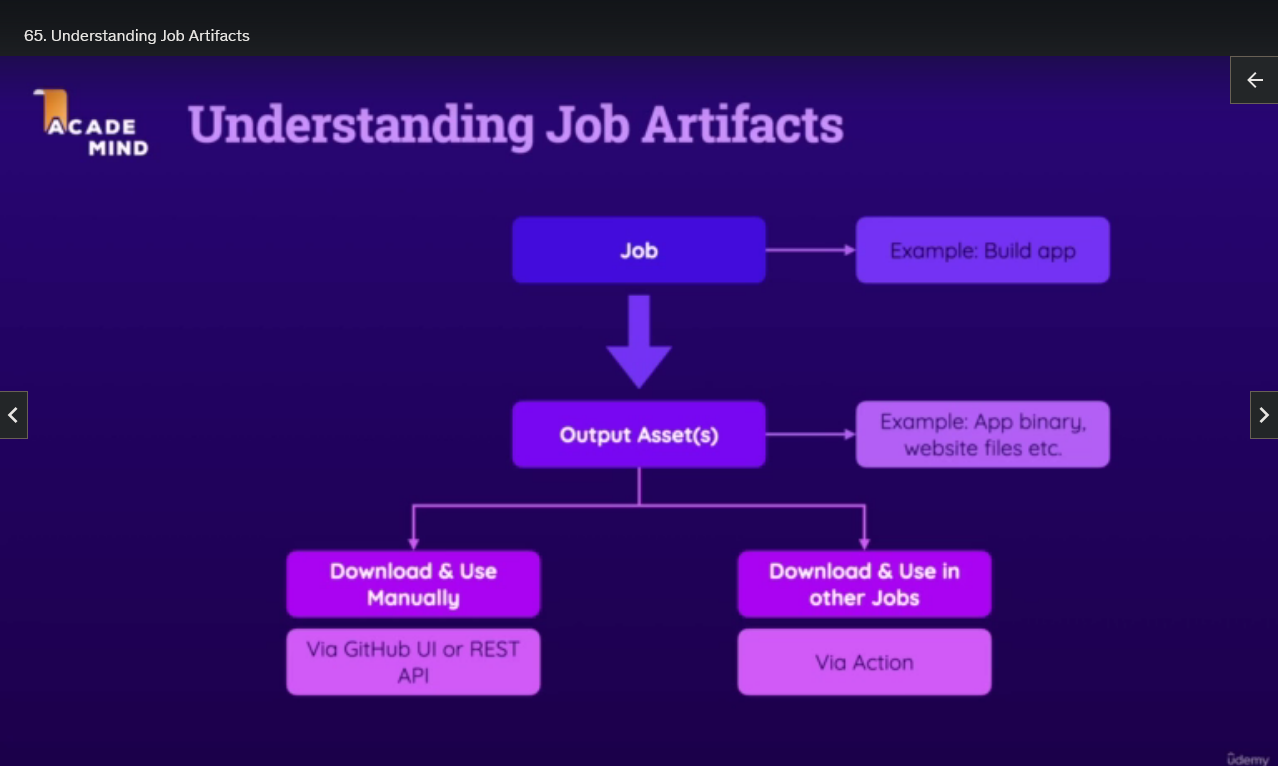 65. Understanding Job Artifacts
ACADE
MIND
Understanding Job Artifacts
Job
Example: Build app
Output Asset(s)
Example: App binary,
website files etc.
Download & Use
Manually
Download & Use in
other Jobs
Via GitHub UI or REST
API
Via Action
ûdemy